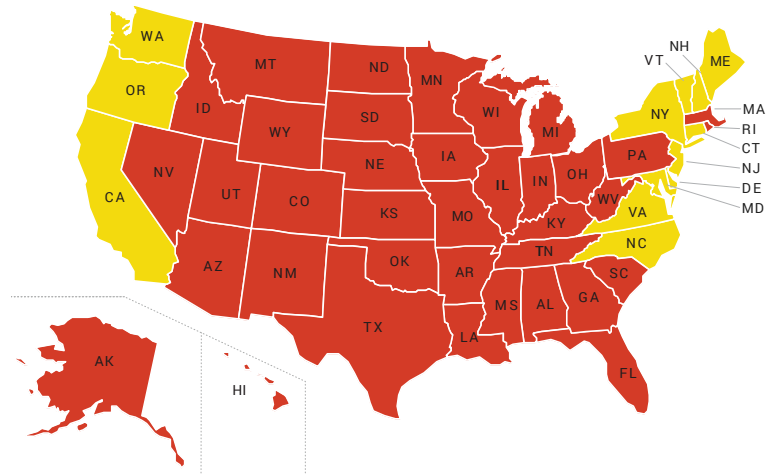 WA
MT
ND
MN
NH
VT
ME
OR
ID
SD
WI
MI
NY
MA
RI
CT
WY
IA
PA
NJ
NE
DE
MD
NV
UT
CO
IL
IN
OH
WV
VA
CA
KS
MO
KY
NC
TN
AZ
NM
OK
AR
SC
MS
AL
GA
TX
LA
FL
AK
HI